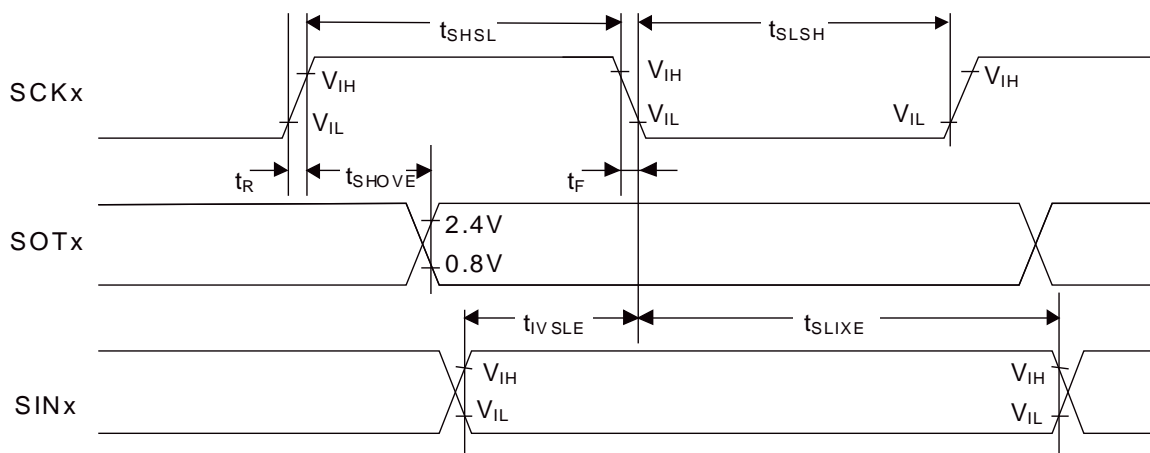 tSHSL
tSLSH
SCKx
VIH
VIH
VIH
VIL
VIL
VIL
tR
tSHOVE
tF
SOTx
2.4V
0.8V
tIVSLE
tSLIXE
SINx
VIH
VIH
VIL
VIL